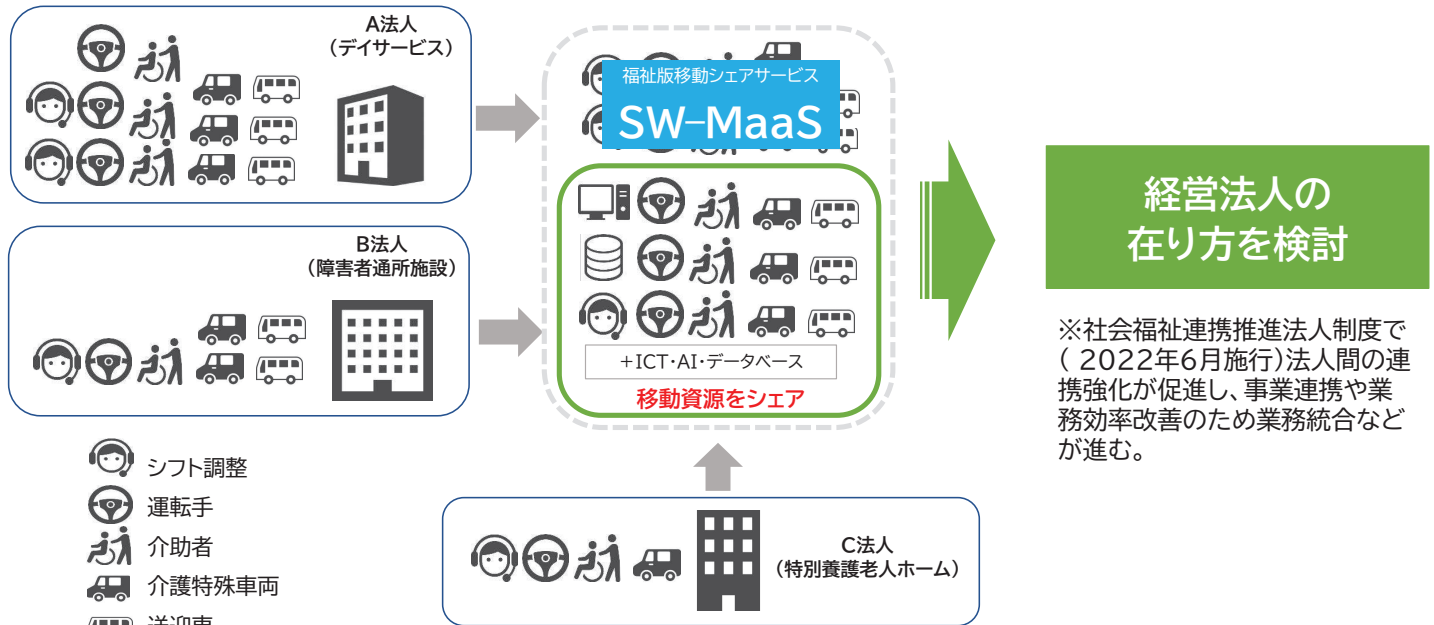 A法人
(デイサービス)
B法人
(障害者通所施設)
シフト調整
運転手
介助者
介護特殊車両
送迎車
福祉版移動シェアサービス
SW-MaaS
+ICT・AI・データベース
移動資源をシェア
C法人
(特別養護老人ホーム)
経営法人の
在り方を検討
※社会福祉連携推進法人制度で
( 2022年6月施行)法人間の連
携強化が促進し、事業連携や業
務効率改善のため業務統合など
が進む。